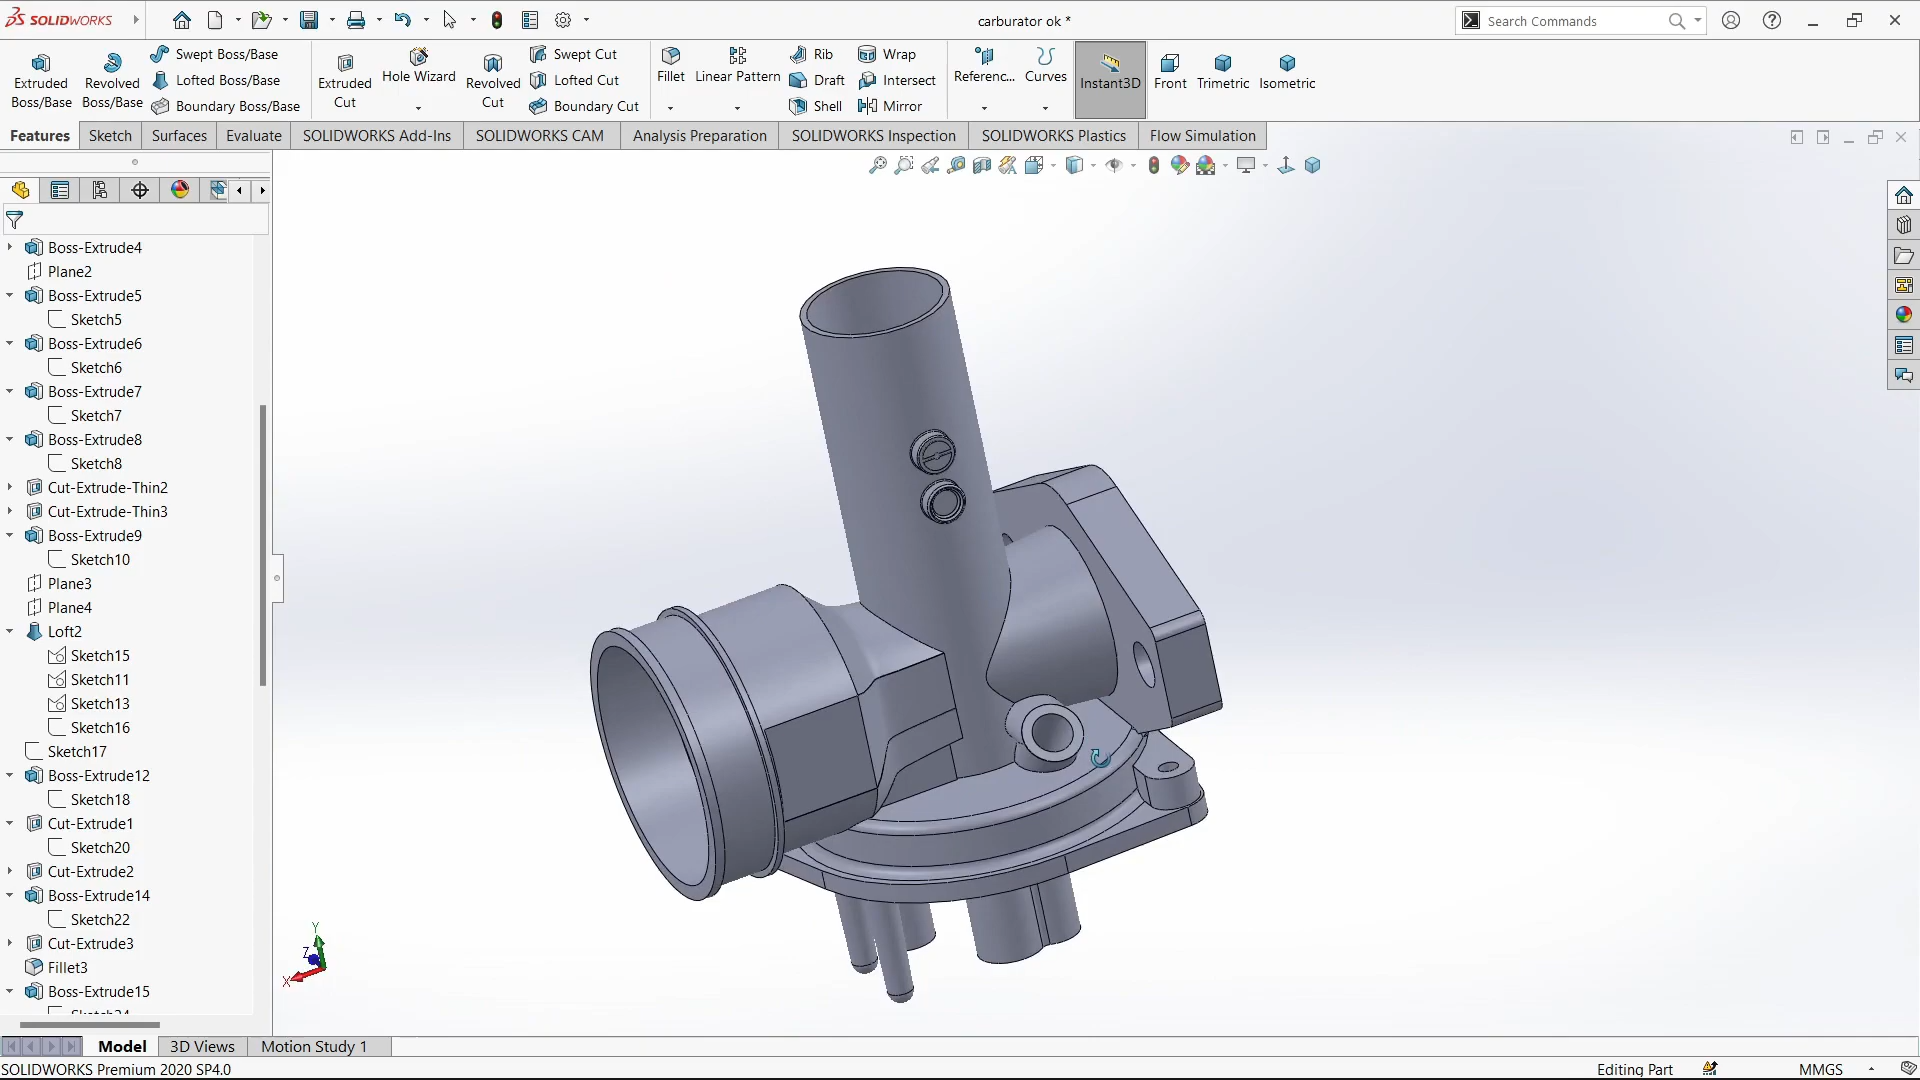 SOLIDWORKS
carburator ok *
Search Commands
Extruded Boss/Base
Revolved Boss/Base
Swept Boss/Base
Lofted Boss/Base
Boundary Boss/Base
Extruded Cut
Hole Wizard
Revolved Cut
Swept Cut
Lofted Cut
Boundary Cut
Fillet
Linear Pattern
Rib
Draft
Shell
Wrap
Intersect
Mirror
Referenc...
Curves
Instant3D
Front
Trimetric
Isometric
Features
Sketch
Surfaces
Evaluate
SOLIDWORKS Add-Ins
SOLIDWORKS CAM
Analysis Preparation
SOLIDWORKS Inspection
SOLIDWORKS Plastics
Flow Simulation
Boss-Extrude4
Plane2
Boss-Extrude5
Sketch5
Boss-Extrude6
Sketch6
Boss-Extrude7
Sketch7
Boss-Extrude8
Sketch8
Cut-Extrude-Thin2
Cut-Extrude-Thin3
Boss-Extrude9
Sketch10
Plane3
Plane4
Loft2
Sketch15
Sketch11
Sketch13
Sketch16
Sketch17
Boss-Extrude12
Sketch18
Cut-Extrude1
Sketch20
Cut-Extrude2
Boss-Extrude14
Sketch22
Cut-Extrude3
Fillet3
Boss-Extrude15
Y
Z
X
Model
3D Views
Motion Study 1
SOLIDWORKS Premium 2020 SP4.0
Editing Part
MMGS